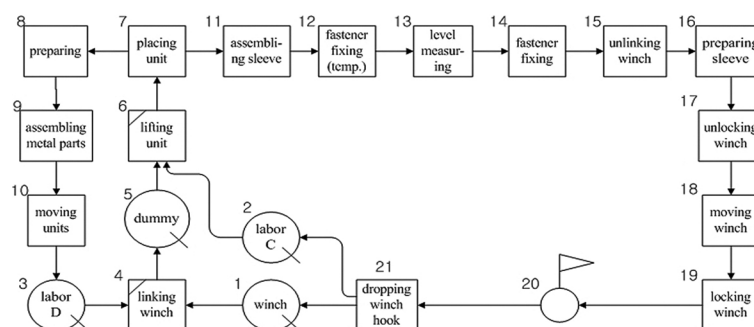 8
preparing
7
placing
unit
11
assembli-
ng sleeve
12
fastener
fixing
(temp.)
13
level
measur-
ing
14
fastener
fixing
15
unlinking
winch
16
preparing
sleeve
9
assembling
metal parts
6
lifting
unit
17
unlocking
winch
10
moving
units
5
dummy
2
labor
C
18
moving
winch
3
labor
D
4
linking
winch
1
winch
21
dropping
winch
hook
20
19
locking
winch